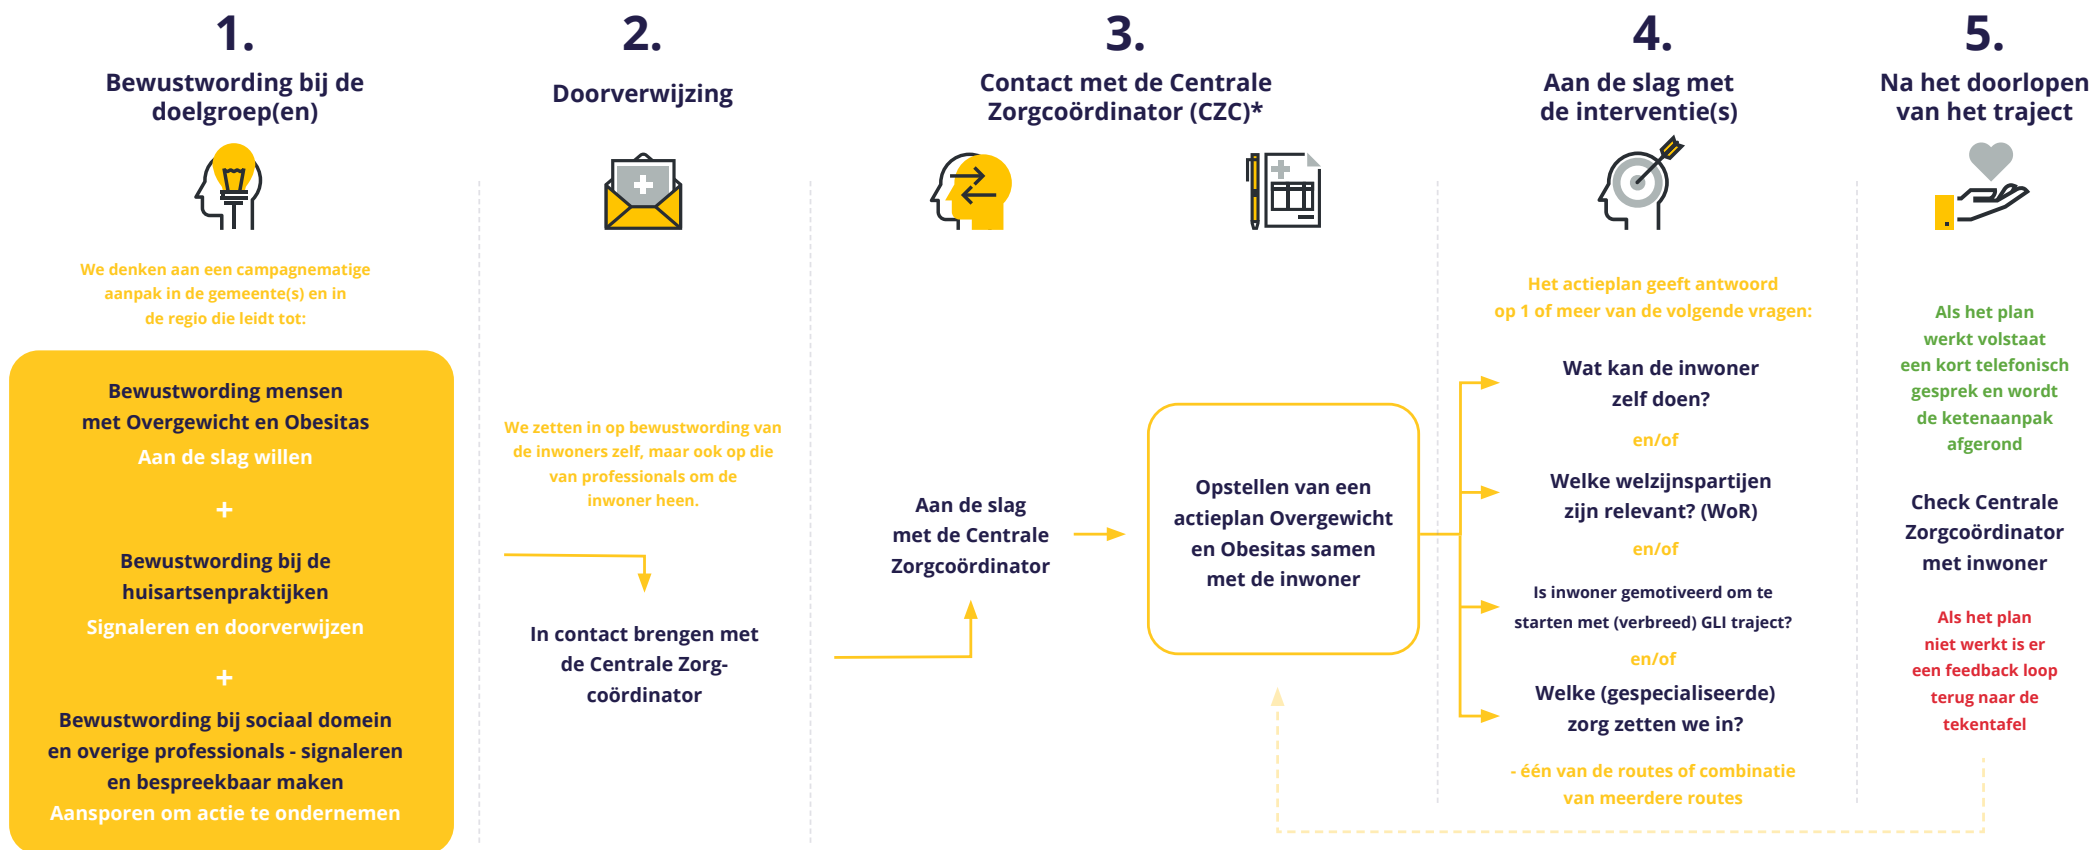 1.
Bewustwording bij de
doelgroep(en)
We denken aan een campagnematige
aanpak in de gemeente(s) en in
de regio die leidt tot:
Bewustwording mensen
met Overgewicht en Obesitas
Aan de slag willen
+
Bewustwording bij de
huisartsenpraktijken
Signaleren en doorverwijzen
+
Bewustwording bij sociaal domein
en overige professionals - signaleren
en bespreekbaar maken
Aansporen om actie te ondernemen
2.
Doorverwijzing
We zetten in op bewustwording van
de inwoners zelf, maar ook op die
van professionals om de
inwoner heen.
In contact brengen met
de Centrale Zorg-
coördinator
3.
Contact met de Centrale
Zorgcoördinator (CZC)*
Aan de slag
met de Centrale
Zorgcoördinator
Opstellen van een
actieplan Overgewicht
en Obesitas samen
met de inwoner
4.
Aan de slag met
de interventie(s)
Het actieplan geeft antwoord
op 1 of meer van de volgende vragen:
Wat kan de inwoner
zelf doen?
en/of
Welke welzijnspartijen
zijn relevant? (WoR)
en/of
Is inwoner gemotiveerd om te
starten met (verbreed) GLI traject?
en/of
Welke (gespecialiseerde)
zorg zetten we in?
- één van de routes of combinatie
van meerdere routes
5.
Na het doorlopen
van het traject
Als het plan
werkt volstaat
een kort telefonisch
gesprek en wordt
de ketenaanpak
afgerond
Check Centrale
Zorgcoördinator
met inwoner
Als het plan
niet werkt is er
een feedback loop
terug naar de
tekentafel